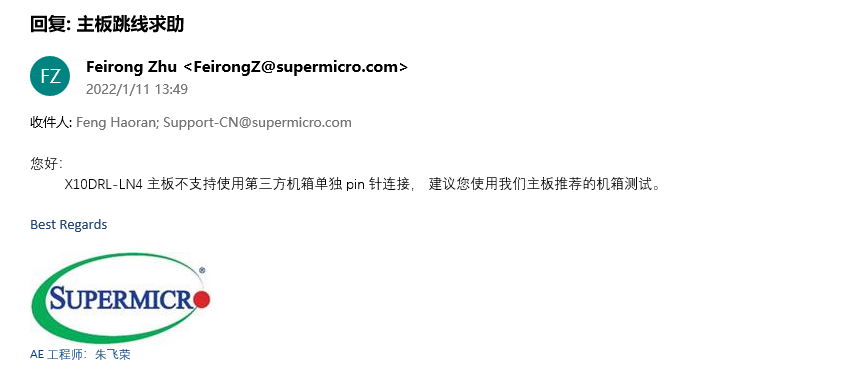 回复: 主板跳线求助
FZ
Feirong Zhu <FeirongZ@supermicro.com>
2022/1/11 13:49
收件人: Feng Haoran; Support-CN@supermicro.com
您好：
X10DRL-LN4 主板不支持使用第三方机箱单独 pin 针连接， 建议您使用我们主板推荐的机箱测试。
Best Regards
SUPERMICRO®
AE 工程师：朱飞荣